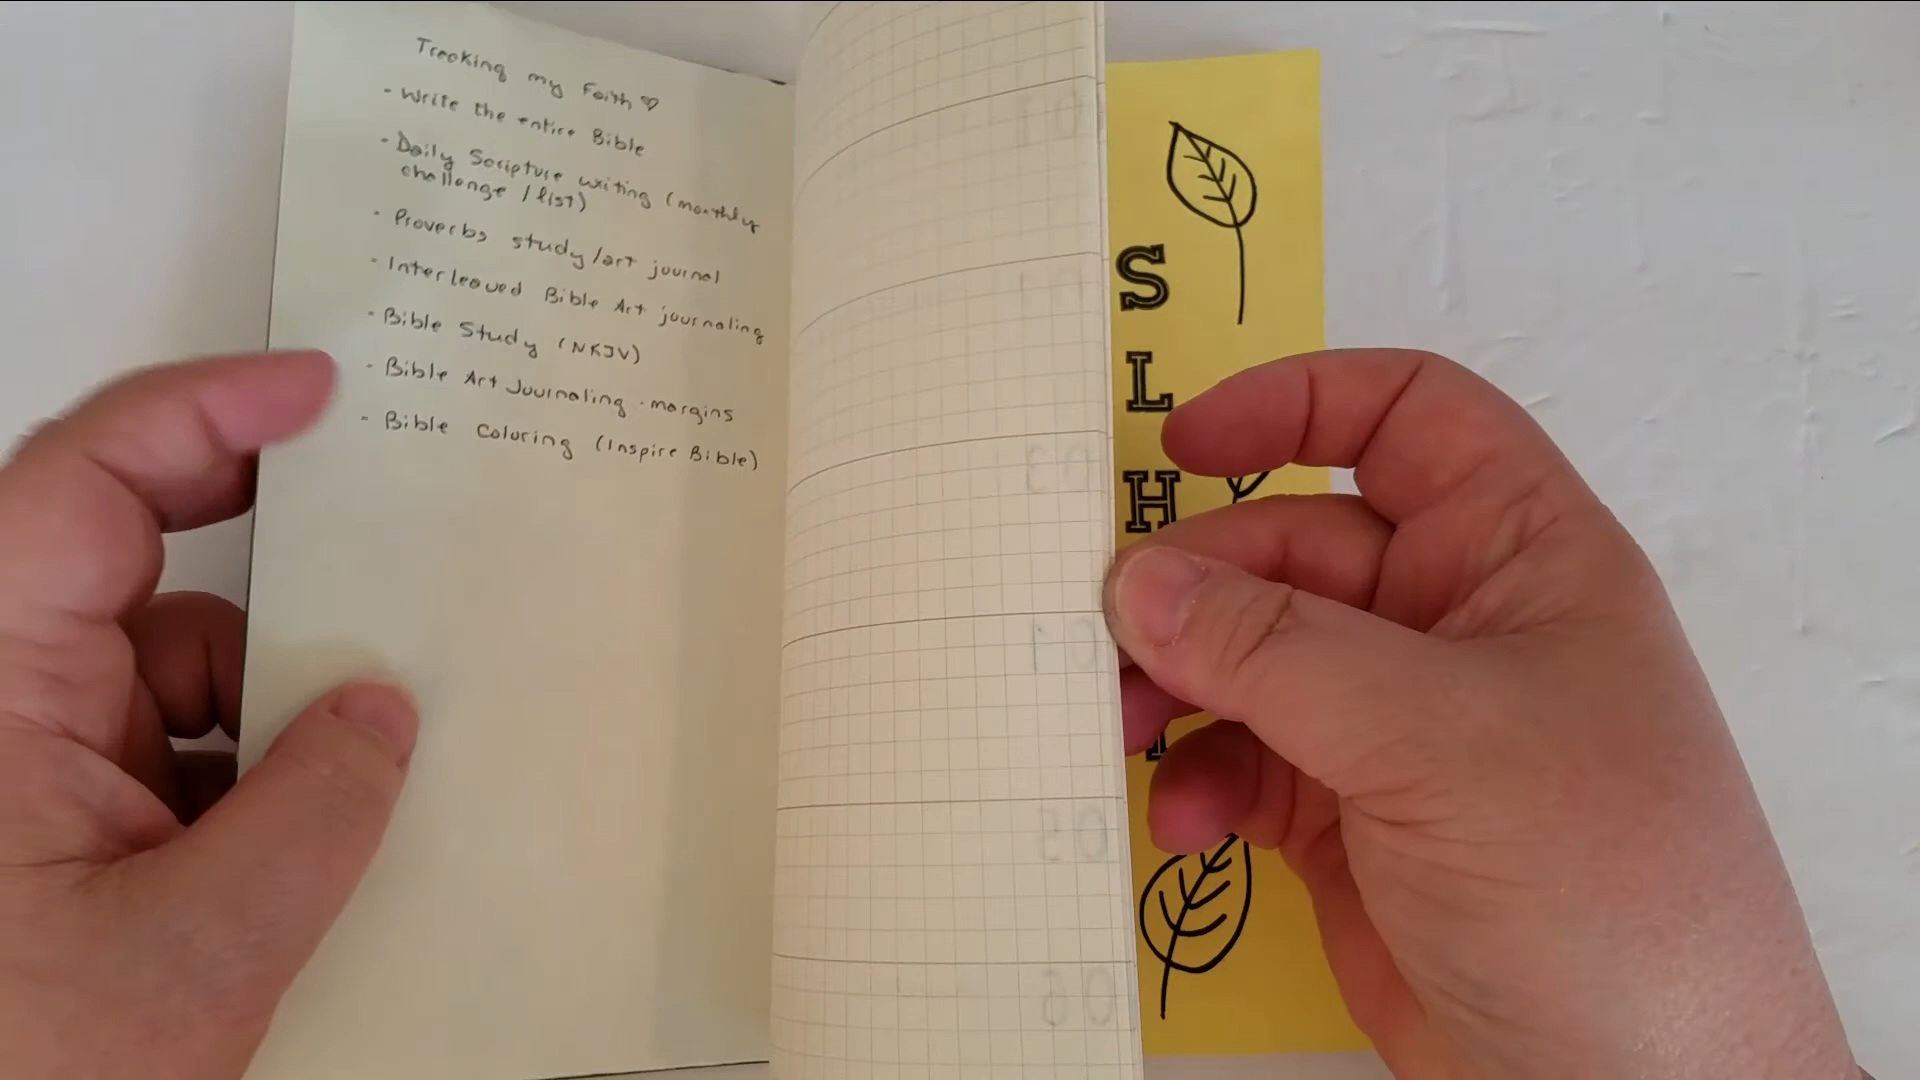 Tracking my Faith ♡
- Write the entire Bible
- Daily Scripture writing (monthly
challenge / list)
- Proverbs study/art journal
- Interleaved Bible Art journaling
- Bible Study (NKJV)
- Bible Art Journaling - margins
- Bible Coloring (Inspire Bible)
S
L
H